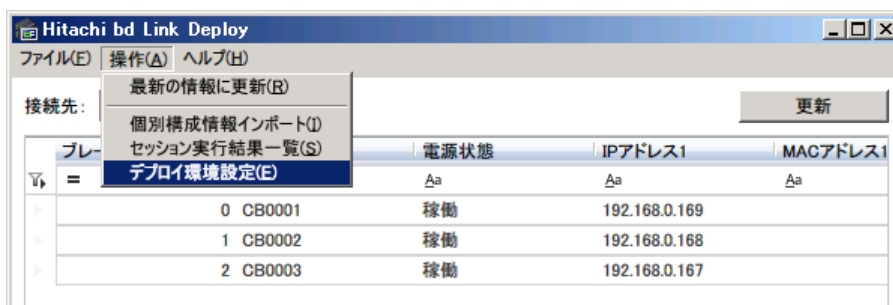 Hitachi bd Link Deploy
ファイル(F) 操作(A) ヘルプ(H)
最新の情報に更新(R)
接続先: 更新
個別構成情報インポート(I)
セッション実行結果一覧(S)
デプロイ環境設定(E)
ブレー 電源状態 IPアドレス1 MACアドレス1
= Aa Aa Aa
0 CB0001 稼働 192.168.0.169
1 CB0002 稼働 192.168.0.168
2 CB0003 稼働 192.168.0.167